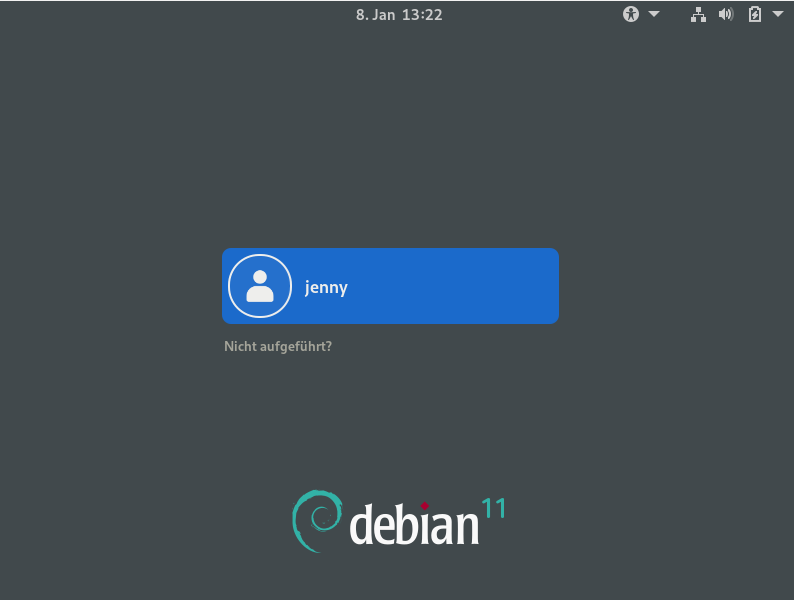 8. Jan 13:22
jenny
Nicht aufgeführt?
debian 11